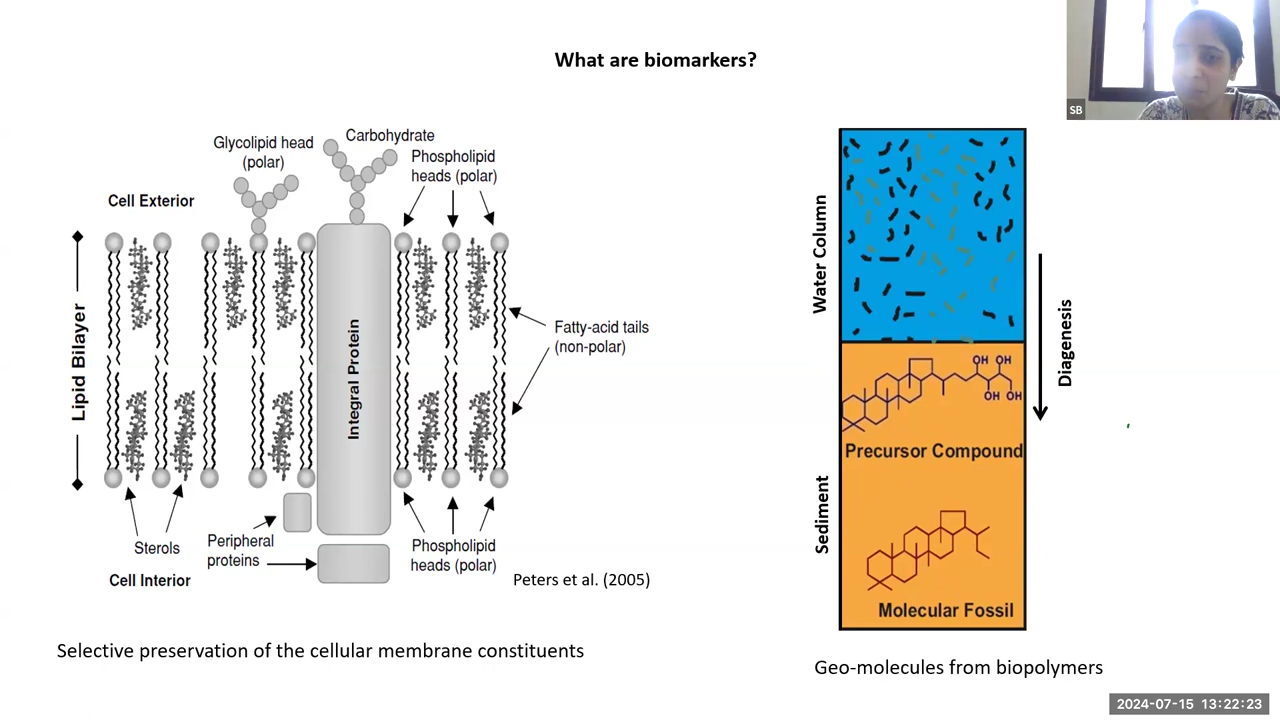 What are biomarkers?
SB
Glycolipid head
(polar)
Carbohydrate
Phospholipid
heads (polar)
Cell Exterior
Lipid Bilayer
Integral Protein
Fatty-acid tails
(non-polar)
Sterols
Peripheral
proteins
Phospholipid
heads (polar)
Cell Interior
Peters et al. (2005)
Selective preservation of the cellular membrane constituents
Water Column
Diagenesis
OH OH
OH OH
Precursor Compound
Sediment
Molecular Fossil
Geo-molecules from biopolymers
2024-07-15 13:22:23